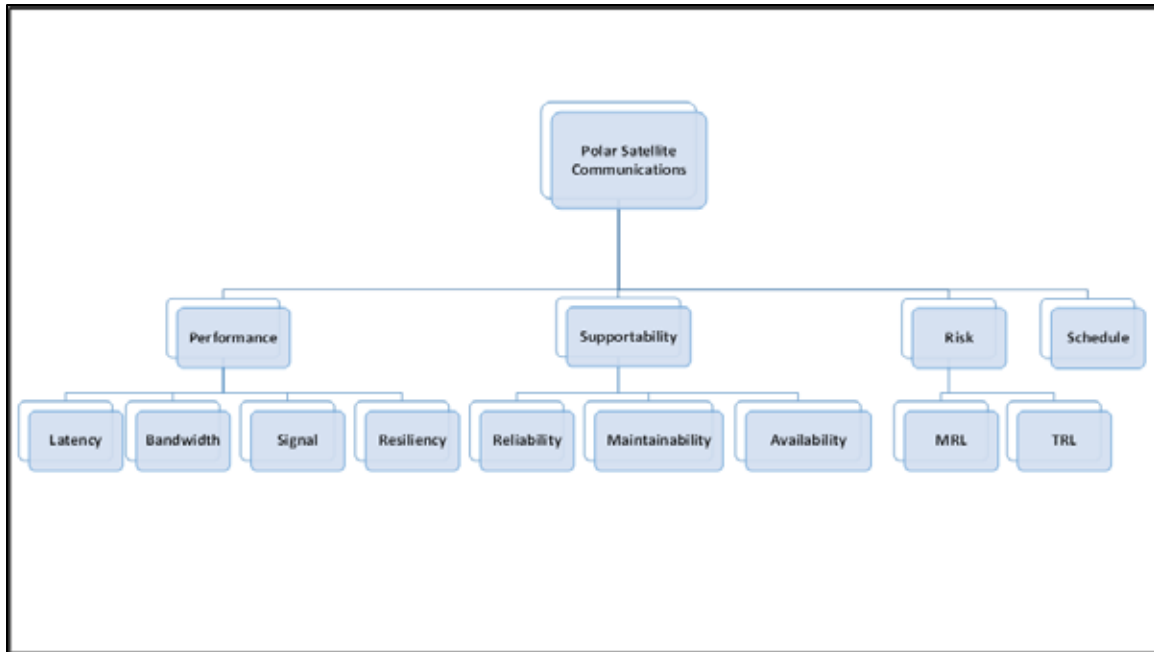 Polar Satellite
Communications
Performance
Supportability
Risk
Schedule
Latency
Bandwidth
Signal
Resiliency
Reliability
Maintainability
Availability
MRL
TRL